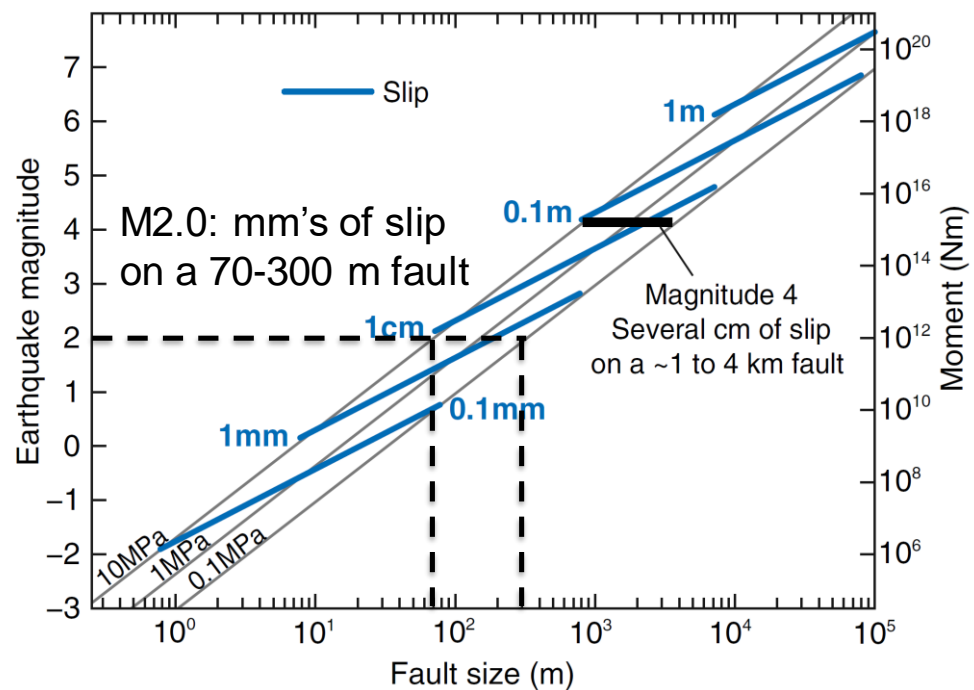 Slip
7
6
5
4
3
2
1
0
−1
−2
−3
Earthquake magnitude
10²⁰
10¹⁸
10¹⁶
10¹⁴
10¹²
10¹⁰
10⁸
10⁶
Moment (Nm)
1m
0.1m
M2.0: mm's of slip
on a 70-300 m fault
1cm
Magnitude 4
Several cm of slip
on a ~1 to 4 km fault
0.1mm
1mm
10MPa
1MPa
0.1MPa
10⁰
10¹
10²
10³
10⁴
10⁵
Fault size (m)